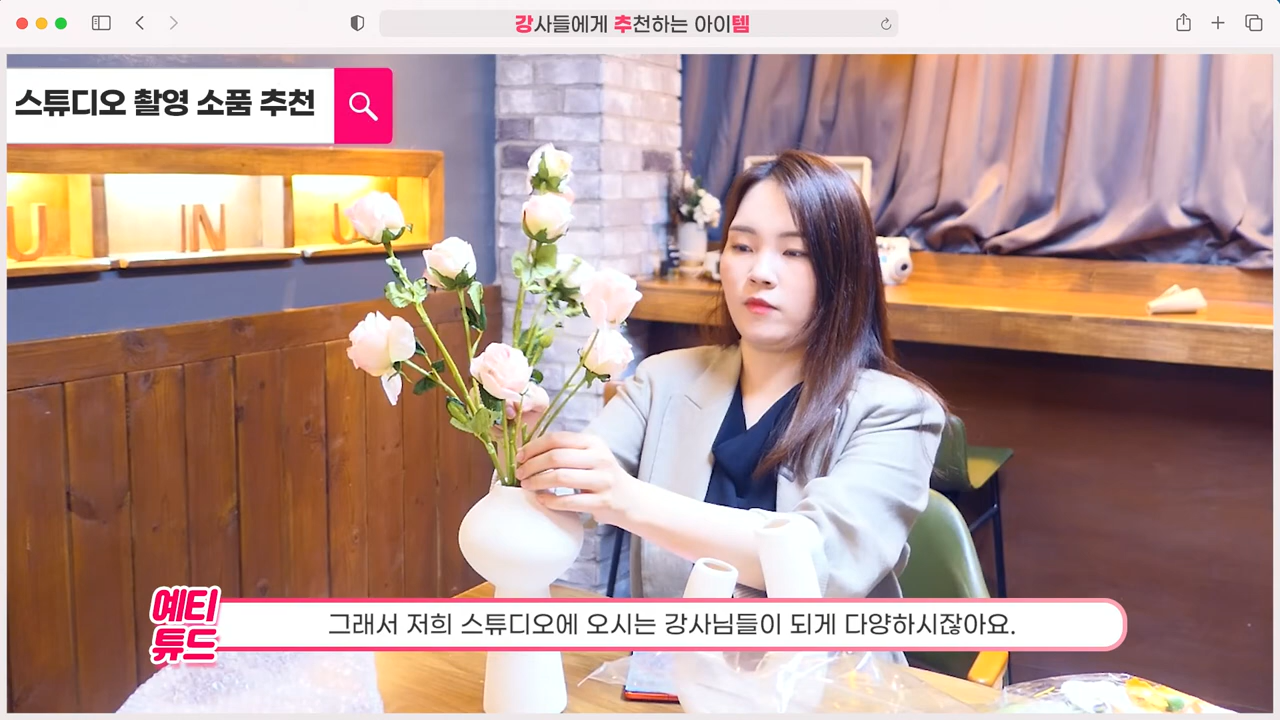 강사들에게 추천하는 아이템
스튜디오 촬영 소품 추천
U IN U
예티
튜드
그래서 저희 스튜디오에 오시는 강사님들이 되게 다양하시잖아요.